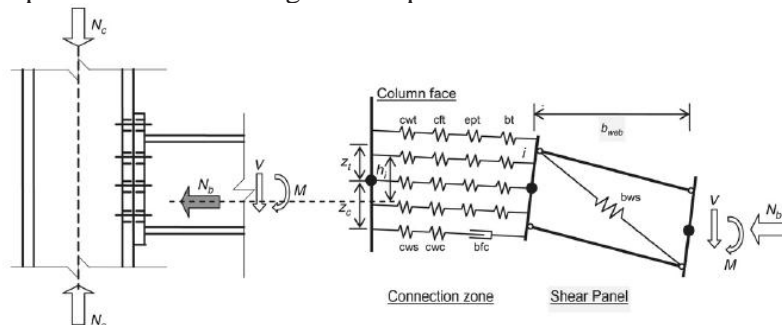 N_c
N_b
V
M
N_c
Column face
cwt cft ept bt
z_t
h_i
i
z_c
cws cwc bfc
Connection zone
b_web
bws
Shear Panel
V
N_b
M